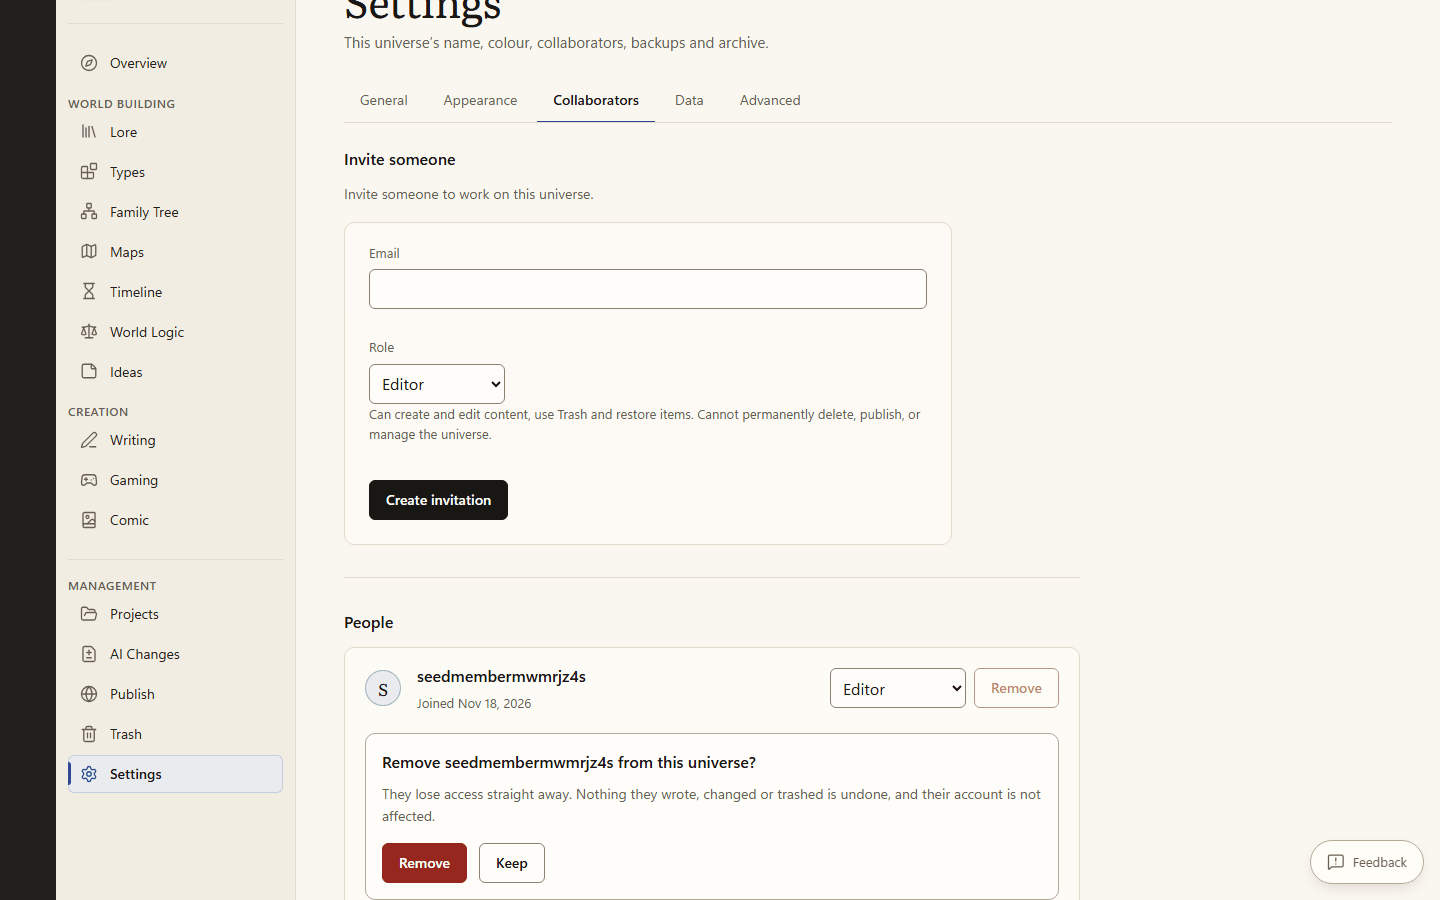 Settings
This universe’s name, colour, collaborators, backups and archive.
Overview
WORLD BUILDING
Lore
Types
Family Tree
Maps
Timeline
World Logic
Ideas
CREATION
Writing
Gaming
Comic
MANAGEMENT
Projects
AI Changes
Publish
Trash
Settings
General
Appearance
Collaborators
Data
Advanced
Invite someone
Invite someone to work on this universe.
Email
Role
Editor
Can create and edit content, use Trash and restore items. Cannot permanently delete, publish, or
manage the universe.
Create invitation
People
S
seedmembermwmrjz4s
Joined Nov 18, 2026
Editor
Remove
Remove seedmembermwmrjz4s from this universe?
They lose access straight away. Nothing they wrote, changed or trashed is undone, and their account is not
affected.
Remove
Keep
Feedback